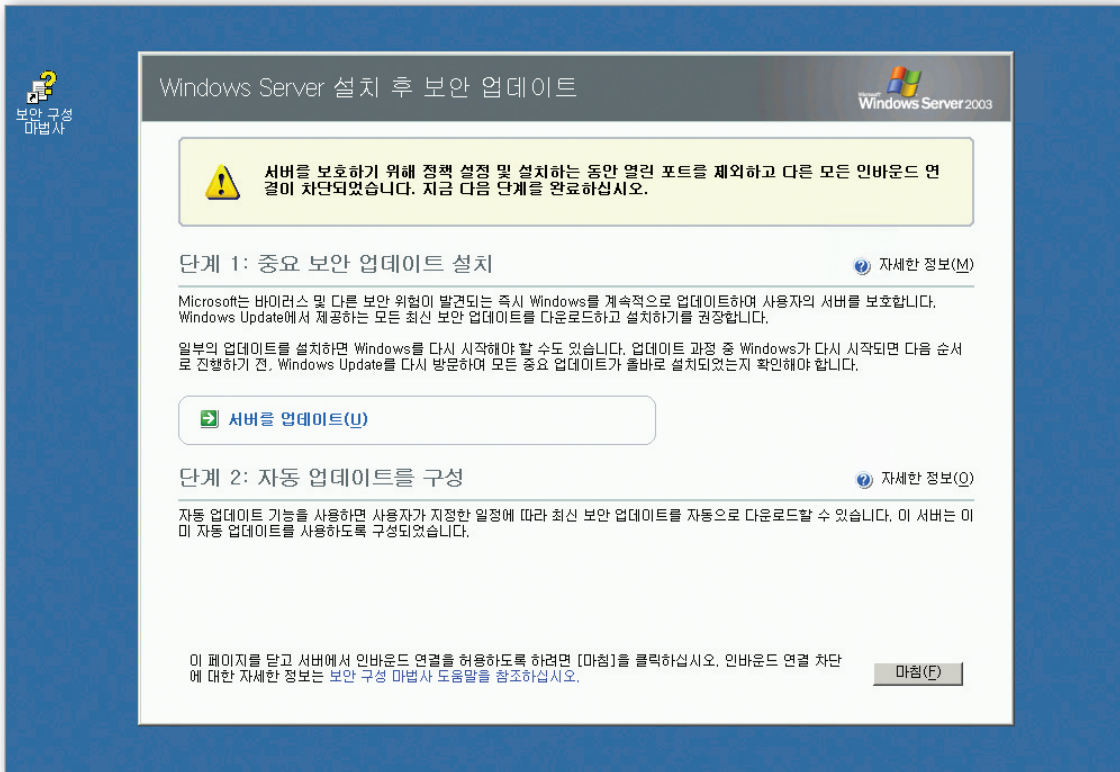 보안 구성
마법사
Windows Server 설치 후 보안 업데이트
Microsoft
Windows Server 2003
서버를 보호하기 위해 정책 설정 및 설치하는 동안 열린 포트를 제외하고 다른 모든 인바운드 연
결이 차단되었습니다. 지금 다음 단계를 완료하십시오.
단계 1: 중요 보안 업데이트 설치
자세한 정보(M)
Microsoft는 바이러스 및 다른 보안 위험이 발견되는 즉시 Windows를 계속적으로 업데이트하여 사용자의 서버를 보호합니다.
Windows Update에서 제공하는 모든 최신 보안 업데이트를 다운로드하고 설치하기를 권장합니다.
일부의 업데이트를 설치하면 Windows를 다시 시작해야 할 수도 있습니다. 업데이트 과정 중 Windows가 다시 시작되면 다음 순서
로 진행하기 전, Windows Update를 다시 방문하여 모든 중요 업데이트가 올바로 설치되었는지 확인해야 합니다.
서버를 업데이트(U)
단계 2: 자동 업데이트를 구성
자세한 정보(O)
자동 업데이트 기능을 사용하면 사용자가 지정한 일정에 따라 최신 보안 업데이트를 자동으로 다운로드할 수 있습니다. 이 서버는 이
미 자동 업데이트를 사용하도록 구성되었습니다.
이 페이지를 닫고 서버에서 인바운드 연결을 허용하도록 하려면 [마침]을 클릭하십시오. 인바운드 연결 차단
에 대한 자세한 정보는 보안 구성 마법사 도움말을 참조하십시오.
마침(F)